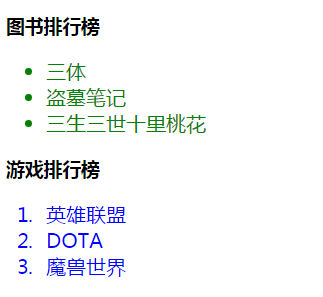 图书排行榜
三体
盗墓笔记
三生三世十里桃花
游戏排行榜
1. 英雄联盟
2. DOTA
3. 魔兽世界